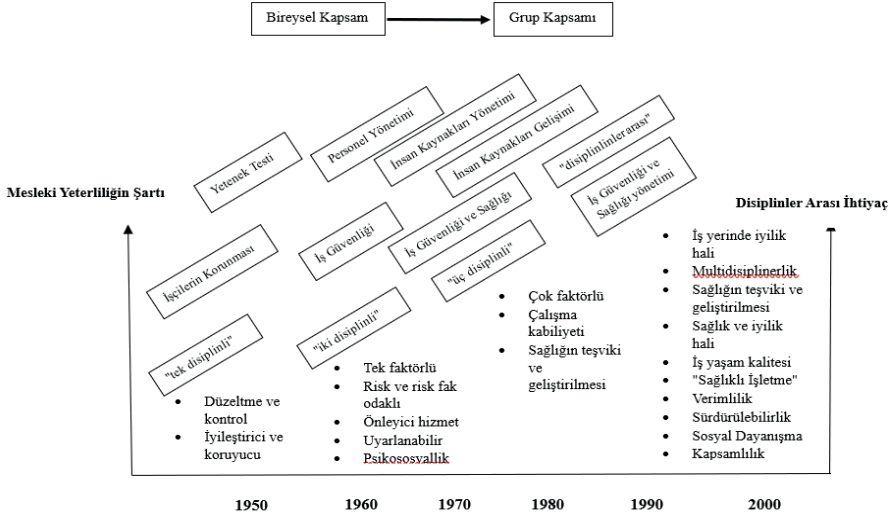 Bireysel Kapsam
Grup Kapsamı
Yetenek Testi
Personel Yönetimi
İnsan Kaynakları Yönetimi
İnsan Kaynakları Gelişimi
"disiplinlinler arası"
Mesleki Yeterliliğin Şartı
İşçilerin Korunması
İş Güvenliği
İş Güvenliği ve Sağlığı
İş Güvenliği ve
Sağlığı yönetimi
Disiplinler Arası İhtiyaç
"tek disiplinli"
"iki disiplinli"
"üç disiplinli"
• Düzeltme ve
kontrol
• İyileştirici ve
koruyucu
• Tek faktörlü
• Risk ve risk fak
odaklı
• Önleyici hizmet
• Uyarlanabilir
• Psikososvallik
• Çok faktörlü
• Çalışma
kabiliyeti
• Sağlığın teşviki
ve
geliştirilmesi
• İş yerinde iyilik
hali
• Multidisiplinerlik
• Sağlığın teşviki ve
geliştirilmesi
• Sağlık ve iyilik
hali
• İş yaşam kalitesi
• "Sağlıklı İşletme"
• Verimlilik
• Sürdürülebilirlik
• Sosyal Dayanışma
• Kapsamlılık
1950
1960
1970
1980
1990
2000